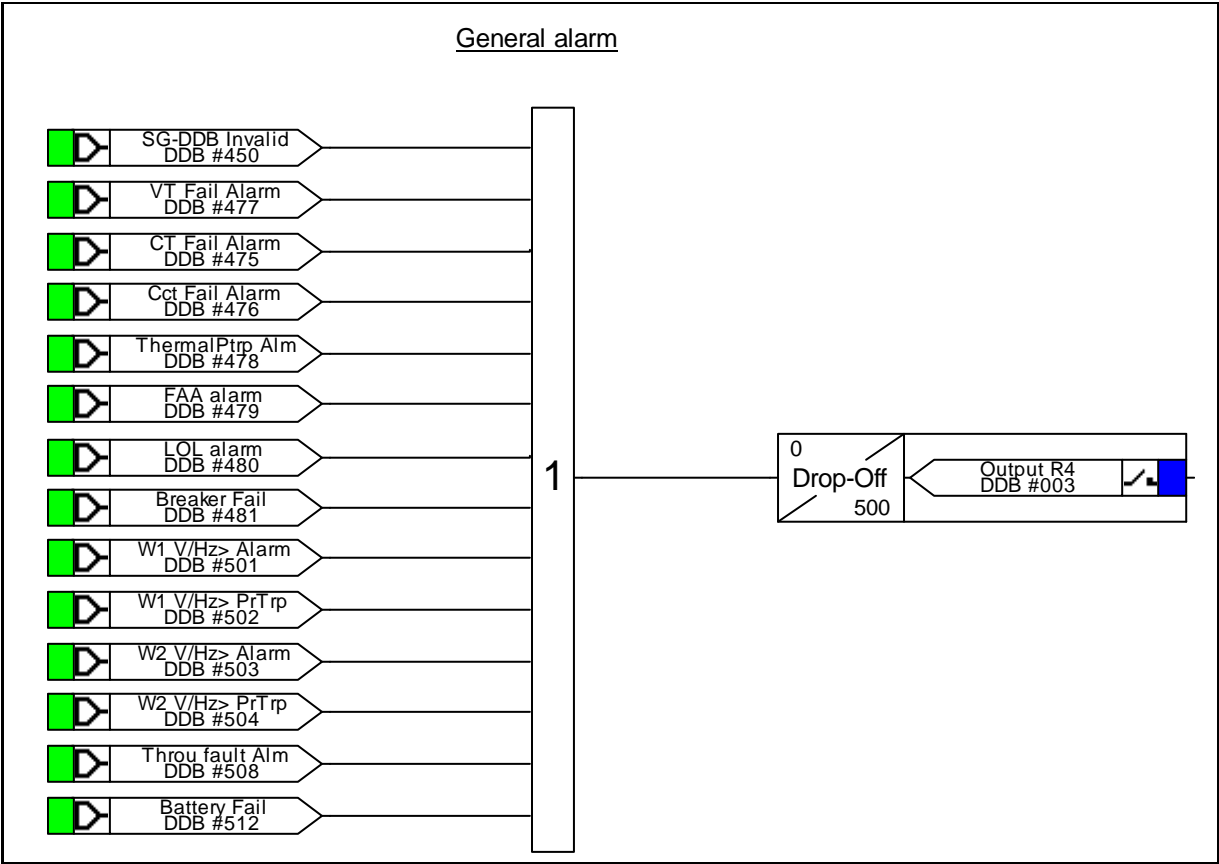 General alarm
SG-DDB Invalid
DDB #450
VT Fail Alarm
DDB #477
CT Fail Alarm
DDB #475
Cct Fail Alarm
DDB #476
ThermalPtrp Alm
DDB #478
FAA alarm
DDB #479
LOL alarm
DDB #480
Breaker Fail
DDB #481
W1 V/Hz> Alarm
DDB #501
W1 V/Hz> PrTrp
DDB #502
W2 V/Hz> Alarm
DDB #503
W2 V/Hz> PrTrp
DDB #504
Throu fault Alm
DDB #508
Battery Fail
DDB #512
1
0
Drop-Off
500
Output R4
DDB #003